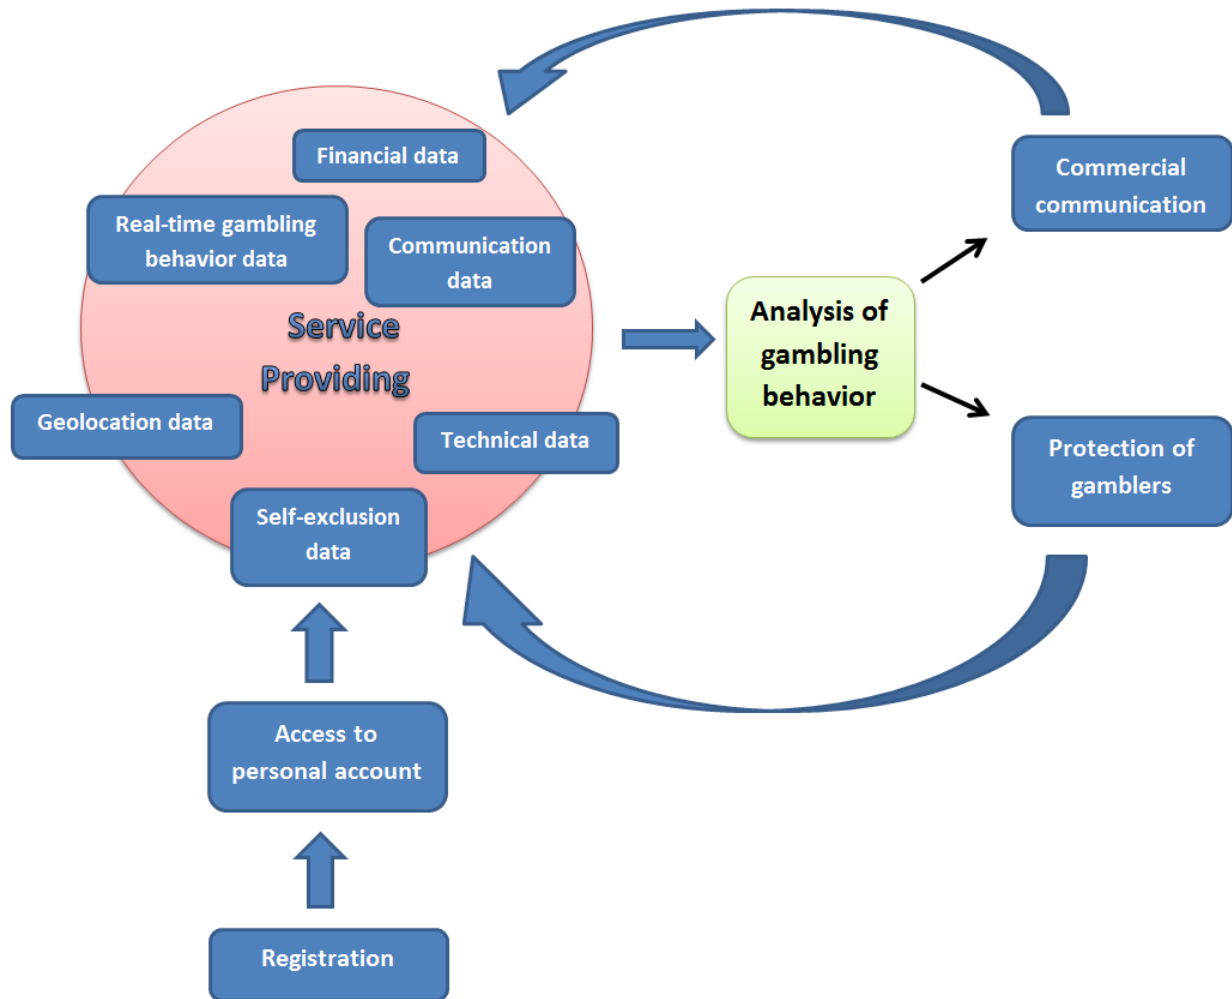 Financial data
Commercial
communication
Real-time gambling
behavior data
Communication
data
Service
Providing
Analysis of
gambling
behavior
Geolocation data
Technical data
Protection of
gamblers
Self-exclusion
data
Access to
personal account
Registration